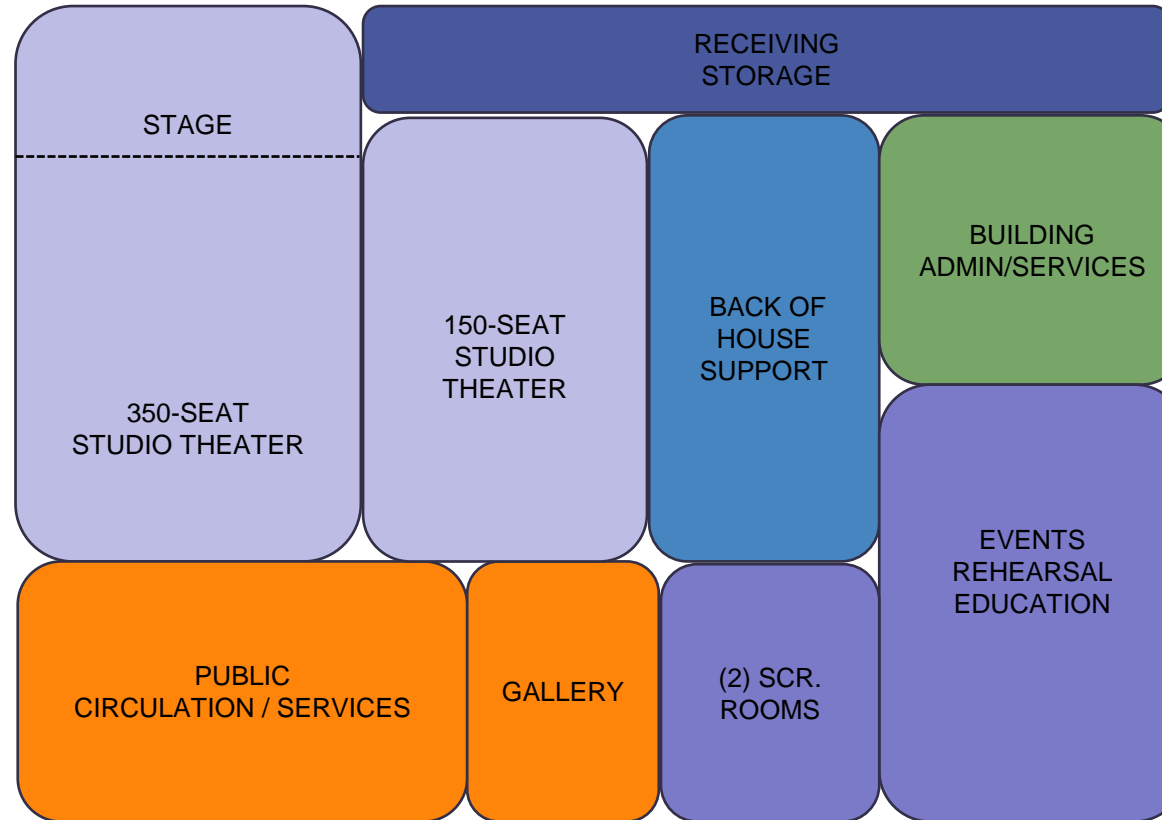 RECEIVING
STORAGE
STAGE
BUILDING
ADMIN/SERVICES
150-SEAT
STUDIO
THEATER
BACK OF
HOUSE
SUPPORT
350-SEAT
STUDIO THEATER
EVENTS
REHEARSAL
EDUCATION
PUBLIC
CIRCULATION / SERVICES
GALLERY
(2) SCR.
ROOMS